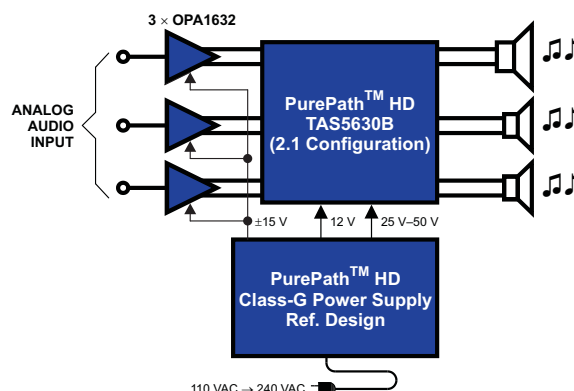 3 × OPA1632
ANALOG
AUDIO
INPUT
PurePath™ HD
TAS5630B
(2.1 Configuration)
±15 V
12 V
25 V–50 V
PurePath™ HD
Class-G Power Supply
Ref. Design
110 VAC → 240 VAC